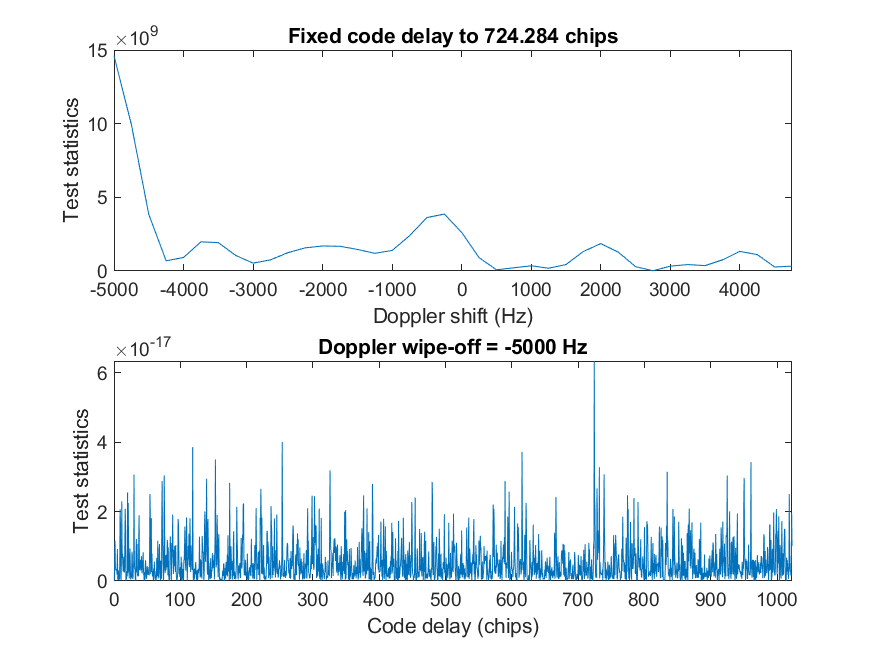 ×10^9
Fixed code delay to 724.284 chips
15
10
5
0
Test statistics
-5000 -4000 -3000 -2000 -1000 0 1000 2000 3000 4000
Doppler shift (Hz)
×10^-17
Doppler wipe-off = -5000 Hz
6
4
2
0
Test statistics
0 100 200 300 400 500 600 700 800 900 1000
Code delay (chips)